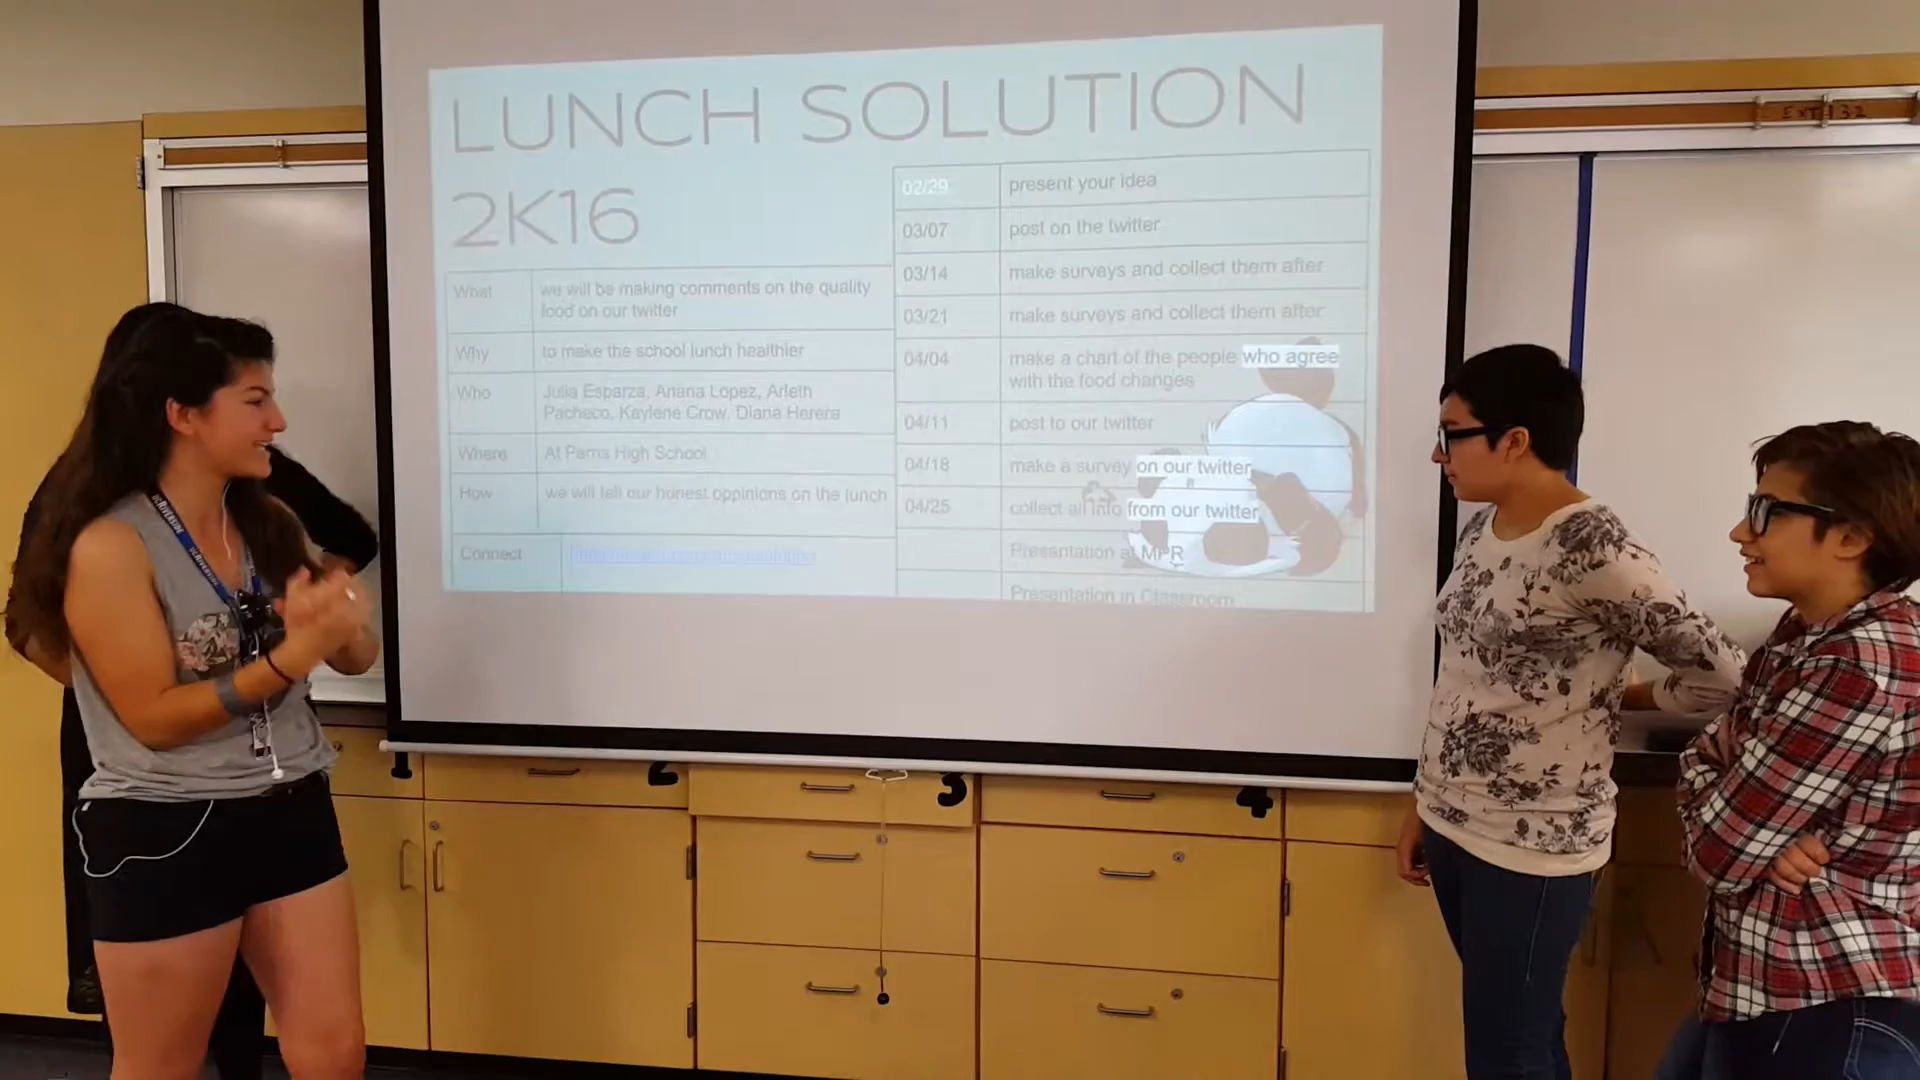 LUNCH SOLUTION
2K16
What we will be making comments on the quality
food on our twitter
Why to make the school lunch healthier
Who Julia Esparza, Ariana Lopez, Arleth
Pacheco, Kaylene Crow, Diana Herera
Where At Perris High School
How we will tell our honest oppinions on the lunch
Connect
02/29 present your idea
03/07 post on the twitter
03/14 make surveys and collect them after
03/21 make surveys and collect them after
04/04 make a chart of the people who agree
with the food changes
04/11 post to our twitter
04/18 make a survey on our twitter
04/25 collect all info from our twitter
Presentation at MPR
Presentation in Classroom
EXT 132
UCRIVERSIDE
UCRIVERSIDE
1 2 3 4